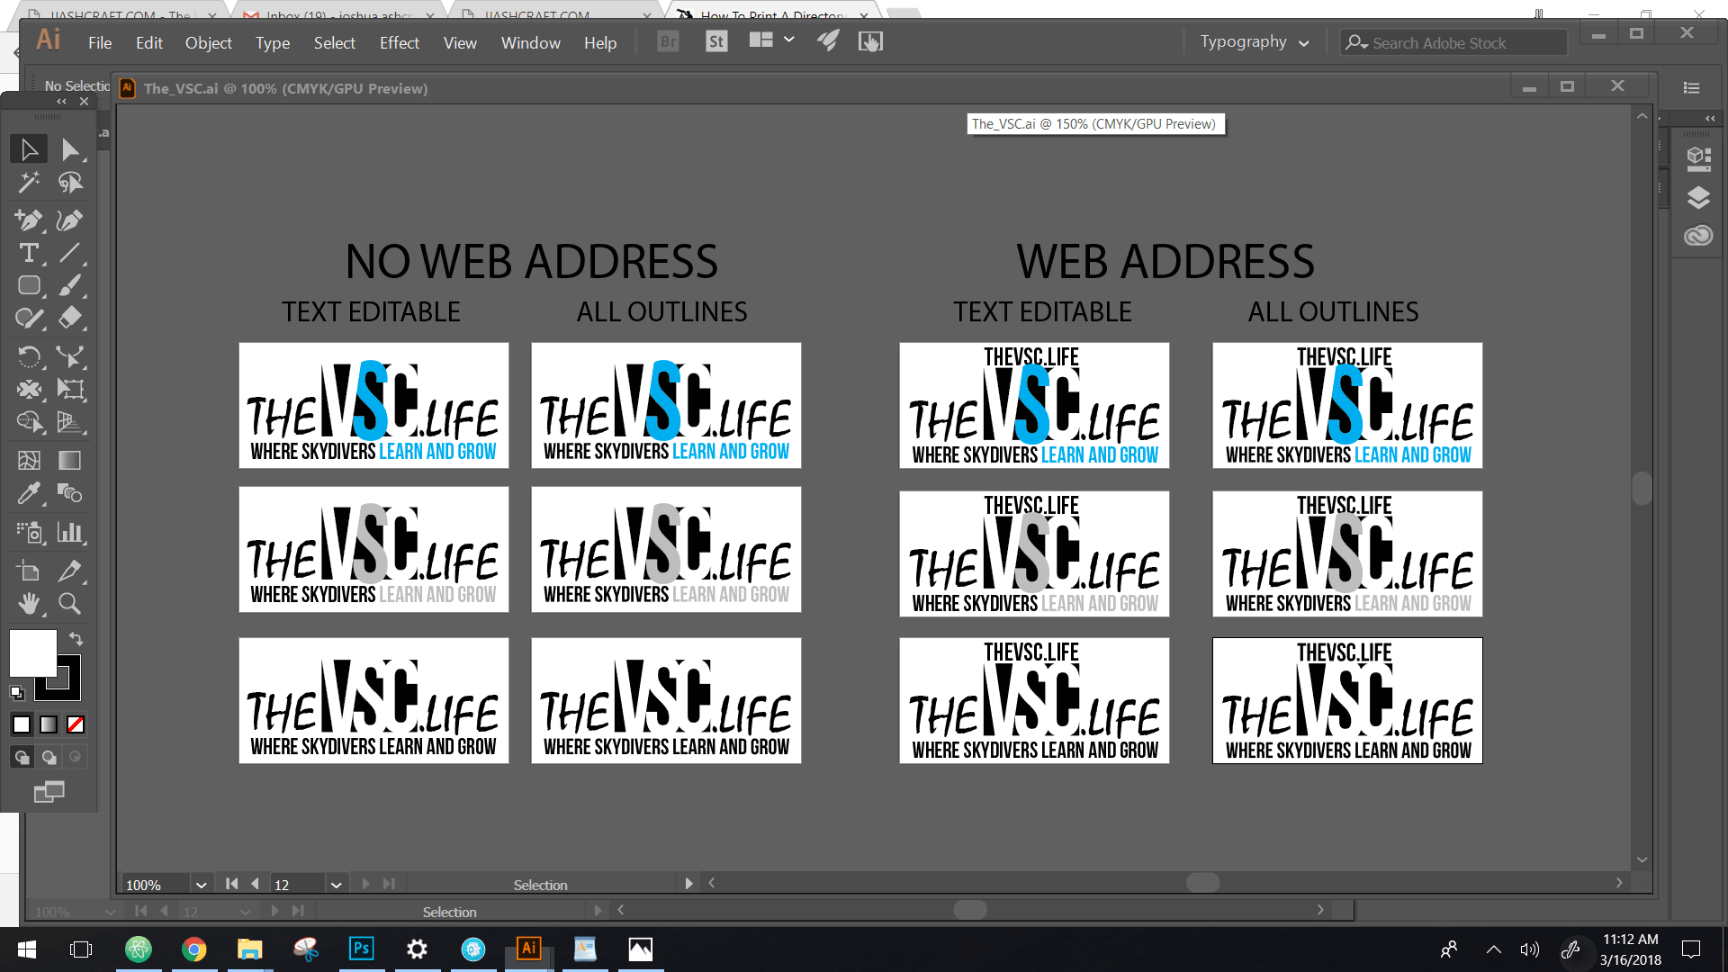 JJASHCRAFT.COM - The
Inbox (19) - joshua.ashcr
JJASHCRAFT.COM
How To Print A Directory
Ai File Edit Object Type Select Effect View Window Help Br St Typography Search Adobe Stock
No Selectio
Ai The_VSC.ai @ 100% (CMYK/GPU Preview)
The_VSC.ai @ 150% (CMYK/GPU Preview)
.a
NO WEB ADDRESS WEB ADDRESS
TEXT EDITABLE ALL OUTLINES TEXT EDITABLE ALL OUTLINES
THE VSC.LIFE
WHERE SKYDIVERS LEARN AND GROW
THE VSC.LIFE
WHERE SKYDIVERS LEARN AND GROW
THEVSC.LIFE
THE VSC.LIFE
WHERE SKYDIVERS LEARN AND GROW
THEVSC.LIFE
THE VSC.LIFE
WHERE SKYDIVERS LEARN AND GROW
THE VSC.LIFE
WHERE SKYDIVERS LEARN AND GROW
THE VSC.LIFE
WHERE SKYDIVERS LEARN AND GROW
THEVSC.LIFE
THE VSC.LIFE
WHERE SKYDIVERS LEARN AND GROW
THEVSC.LIFE
THE VSC.LIFE
WHERE SKYDIVERS LEARN AND GROW
THE VSC.LIFE
WHERE SKYDIVERS LEARN AND GROW
THE VSC.LIFE
WHERE SKYDIVERS LEARN AND GROW
THEVSC.LIFE
THE VSC.LIFE
WHERE SKYDIVERS LEARN AND GROW
THEVSC.LIFE
THE VSC.LIFE
WHERE SKYDIVERS LEARN AND GROW
100% 12 Selection
100% 12 Selection
Ps Ai
11:12 AM
3/16/2018